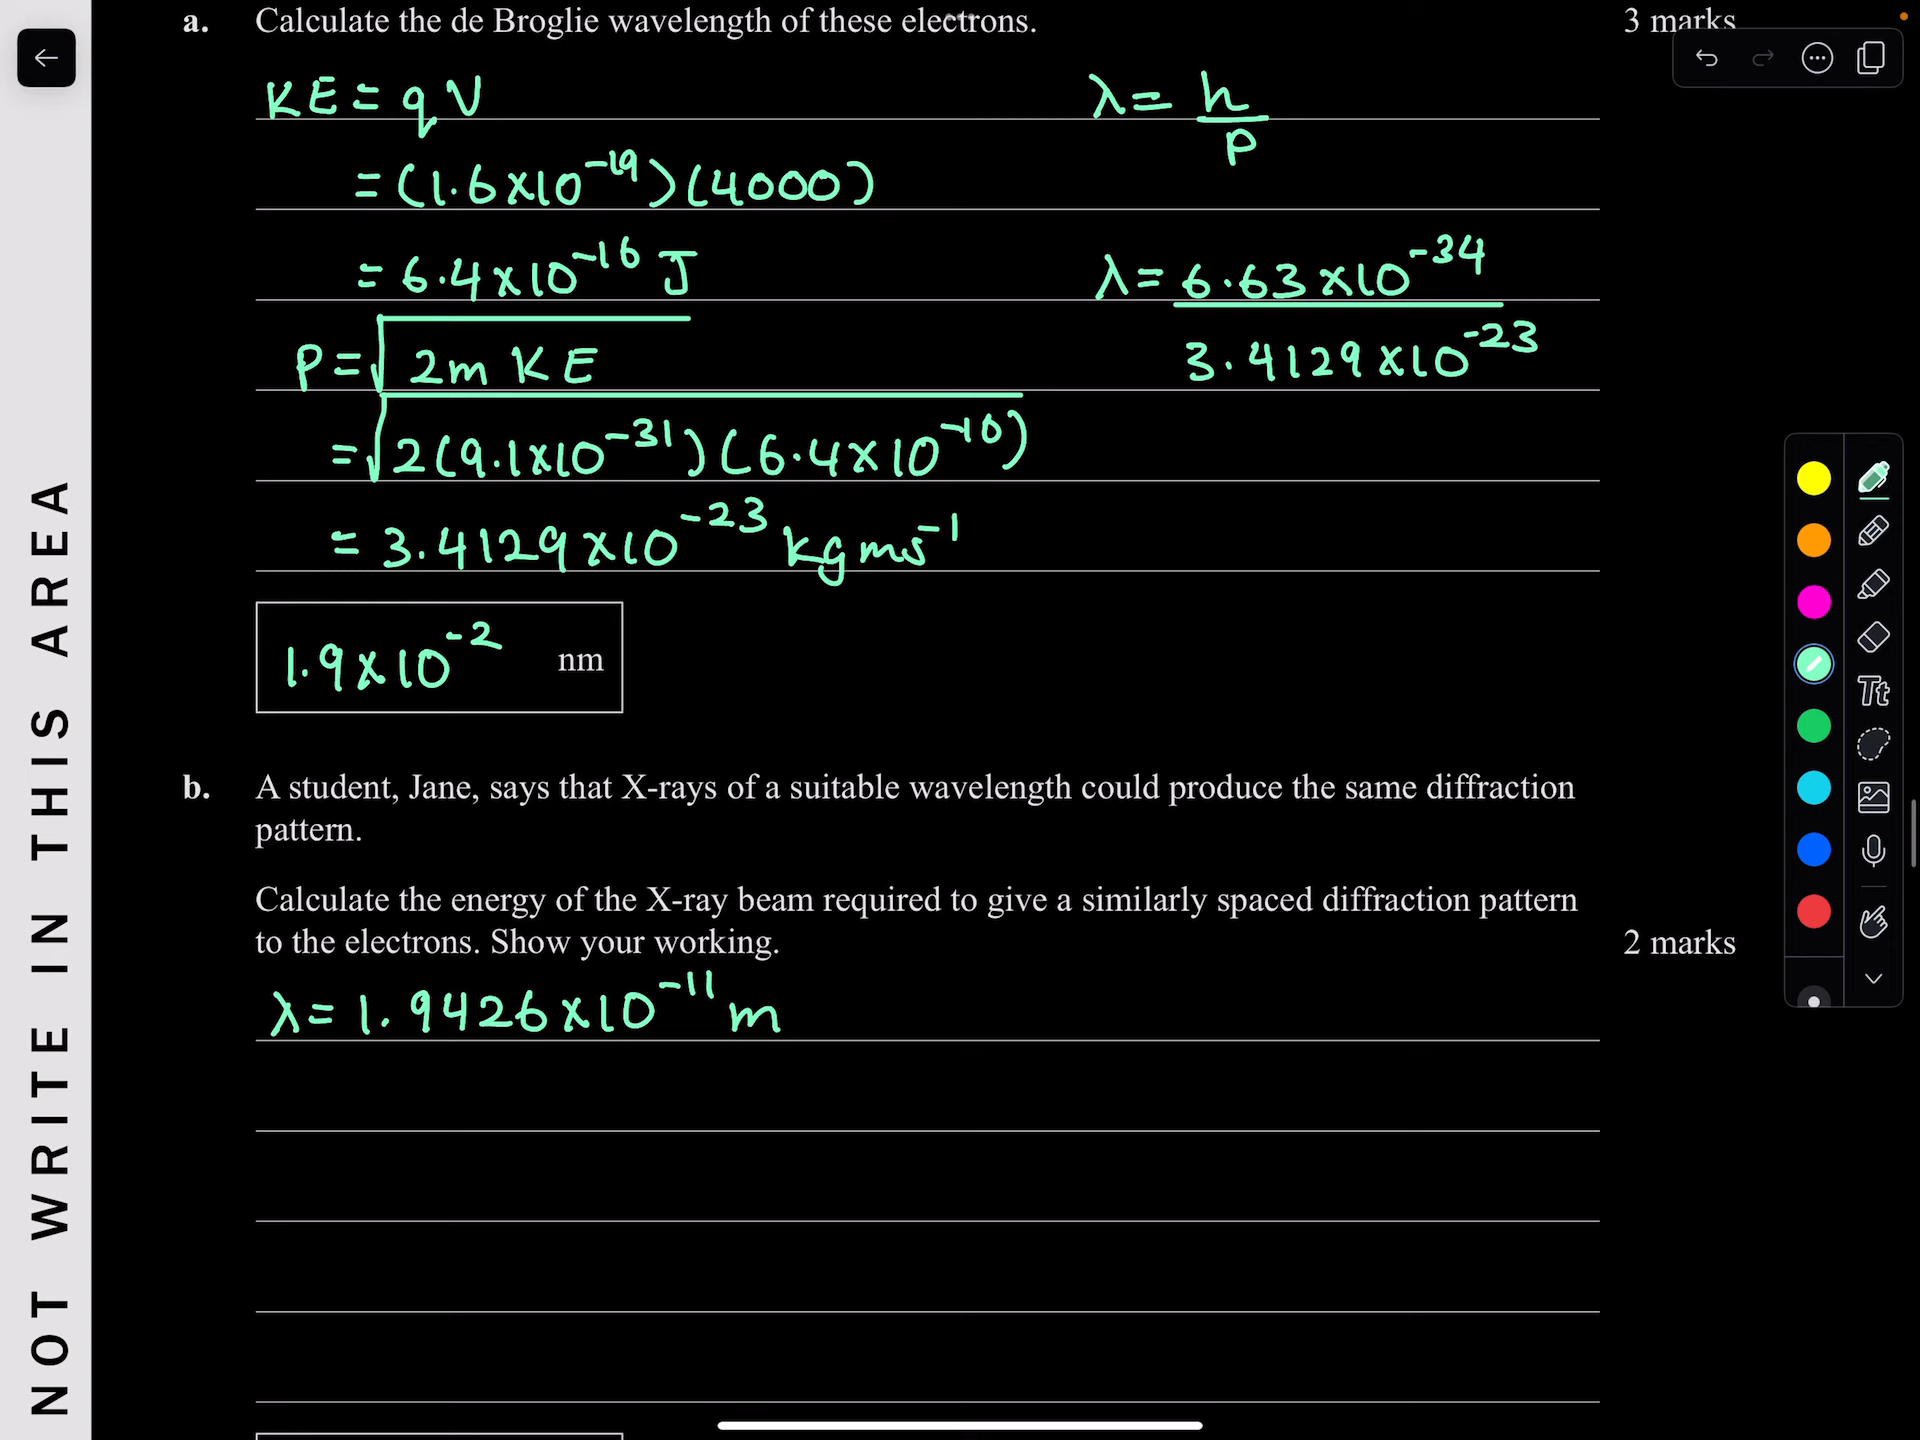 a. Calculate the de Broglie wavelength of these electrons.
3 marks
KE = qV
λ = h/p
= (1.6×10⁻¹⁹)(4000)
= 6.4×10⁻¹⁶ J
λ = 6.63×10⁻³⁴
3.4129×10⁻²³
P = √2m KE
= √2(9.1×10⁻³¹)(6.4×10⁻¹⁶)
= 3.4129×10⁻²³ kgms⁻¹
1.9×10⁻² nm
b. A student, Jane, says that X-rays of a suitable wavelength could produce the same diffraction
pattern.
Calculate the energy of the X-ray beam required to give a similarly spaced diffraction pattern
to the electrons. Show your working.
2 marks
λ = 1.9426×10⁻¹¹ m
NOT WRITE IN THIS AREA
Tt